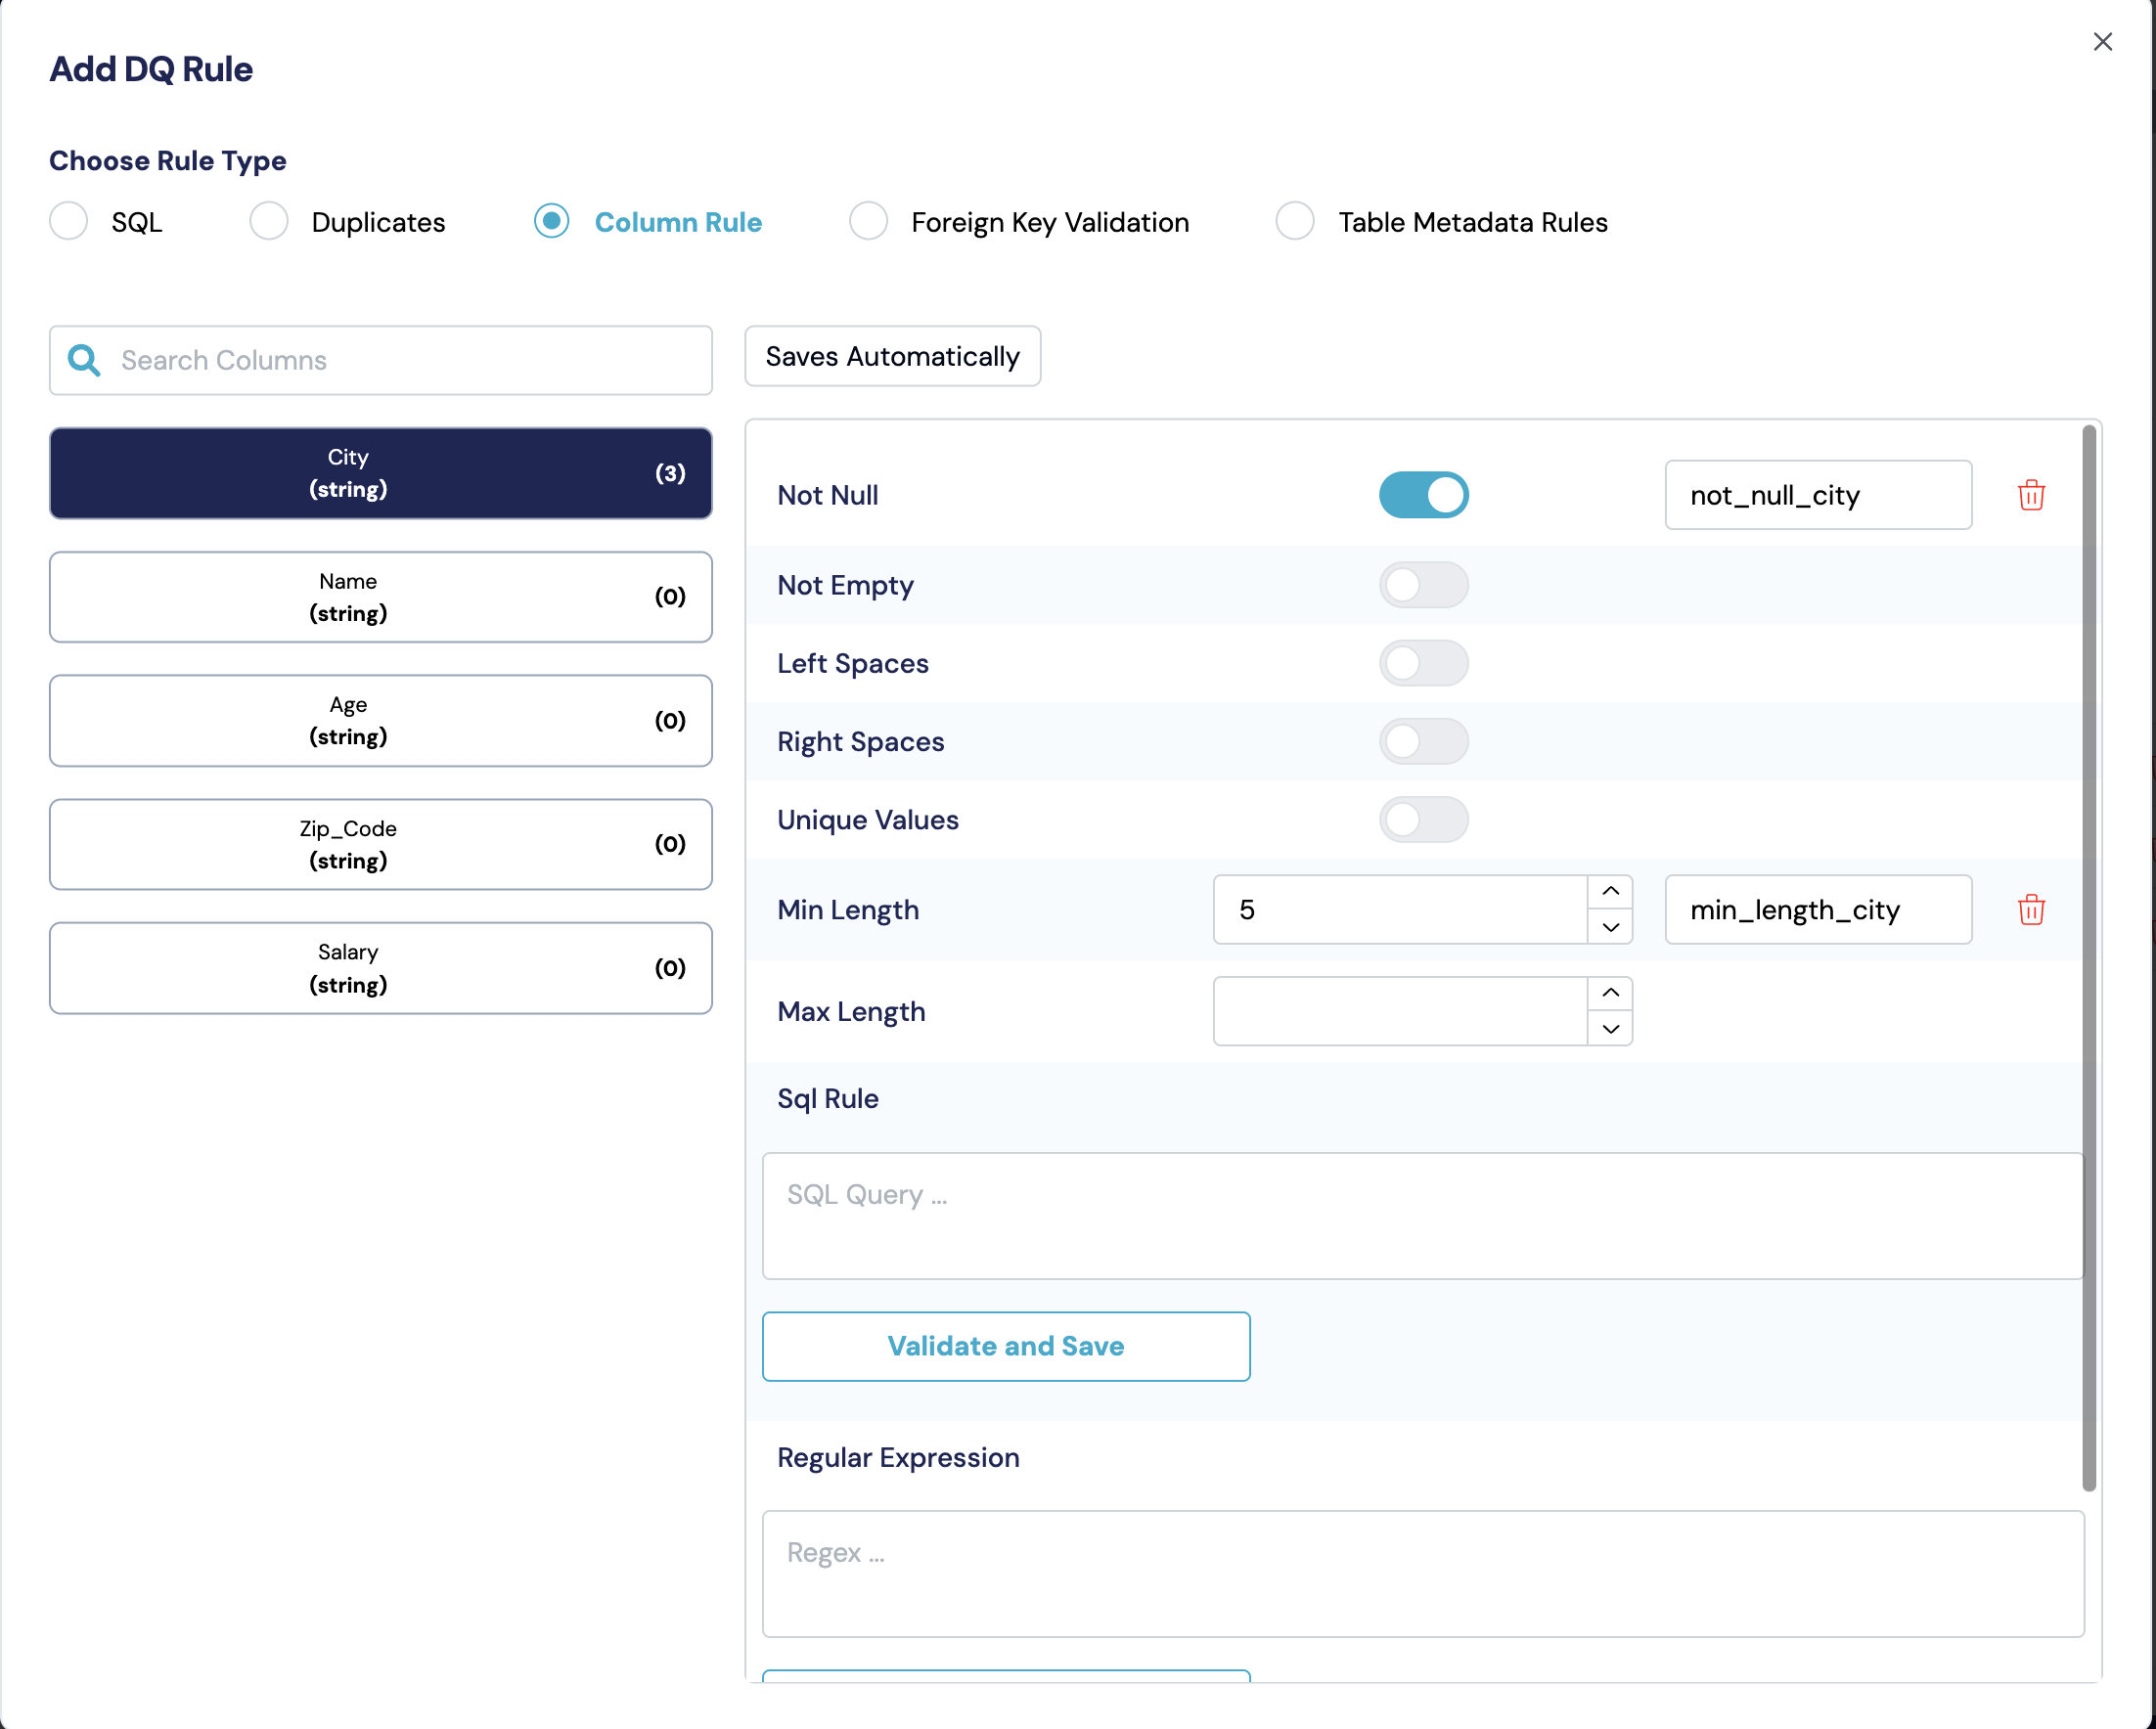 Add DQ Rule
Choose Rule Type
SQL Duplicates Column Rule Foreign Key Validation Table Metadata Rules
Search Columns
Saves Automatically
City
(string)
(3)
Name
(string)
(0)
Age
(string)
(0)
Zip_Code
(string)
(0)
Salary
(string)
(0)
Not Null not_null_city
Not Empty
Left Spaces
Right Spaces
Unique Values
Min Length 5 min_length_city
Max Length
Sql Rule
SQL Query ...
Validate and Save
Regular Expression
Regex ...